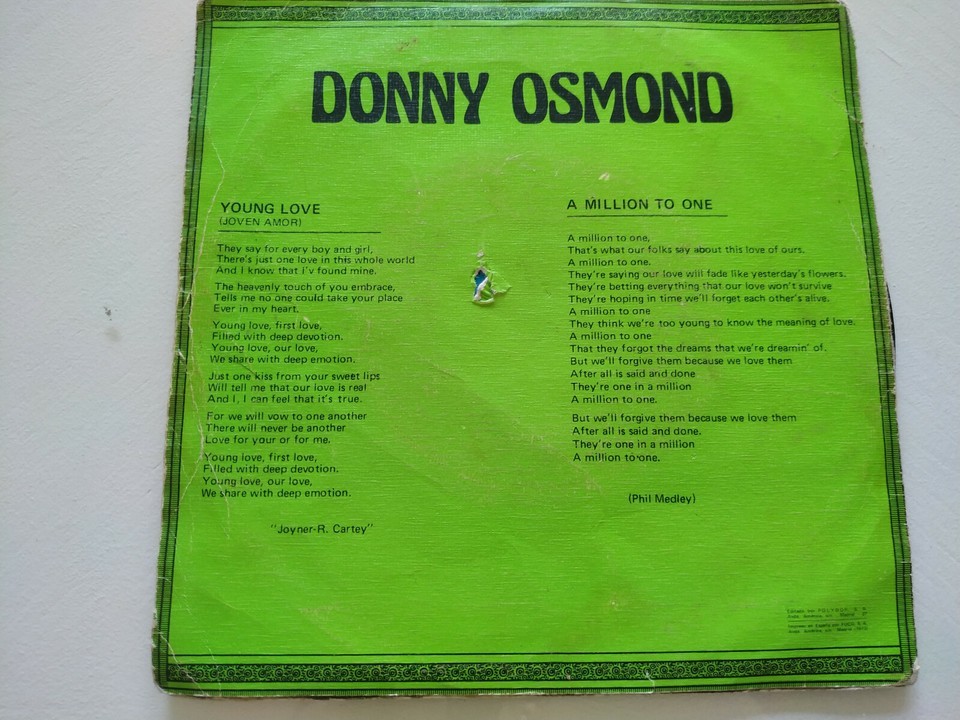 DONNY OSMOND
YOUNG LOVE
(JOVEN AMOR)
They say for every boy and girl,
There's just one love in this whole world
And I know that i'v found mine.
The heavenly touch of you embrace,
Tells me no one could take your place
Ever in my heart.
Young love, first love,
Filled with deep devotion.
Young love, our love,
We share with deep emotion.
Just one kiss from your sweet lips
Will tell me that our love is real
And I, I can feel that it's true.
For we will vow to one another
There will never be another
Love for your or for me.
Young love, first love,
Filled with deep devotion.
Young love, our love,
We share with deep emotion.
"Joyner-R. Cartey"
A MILLION TO ONE
A million to one,
That's what our folks say about this love of ours.
A million to one.
They're saying our love will fade like yesterday's flowers.
They're betting everything that our love won't survive
They're hoping in time we'll forget each other's alive.
A million to one
They think we're too young to know the meaning of love.
A million to one
That they forgot the dreams that we're dreamin' of.
But we'll forgive them because we love them
After all is said and done
They're one in a million
A million to one.
But we'll forgive them because we love them
After all is said and done.
They're one in a million
A million to one.
(Phil Medley)
Editado por POLYDOR, S. A.